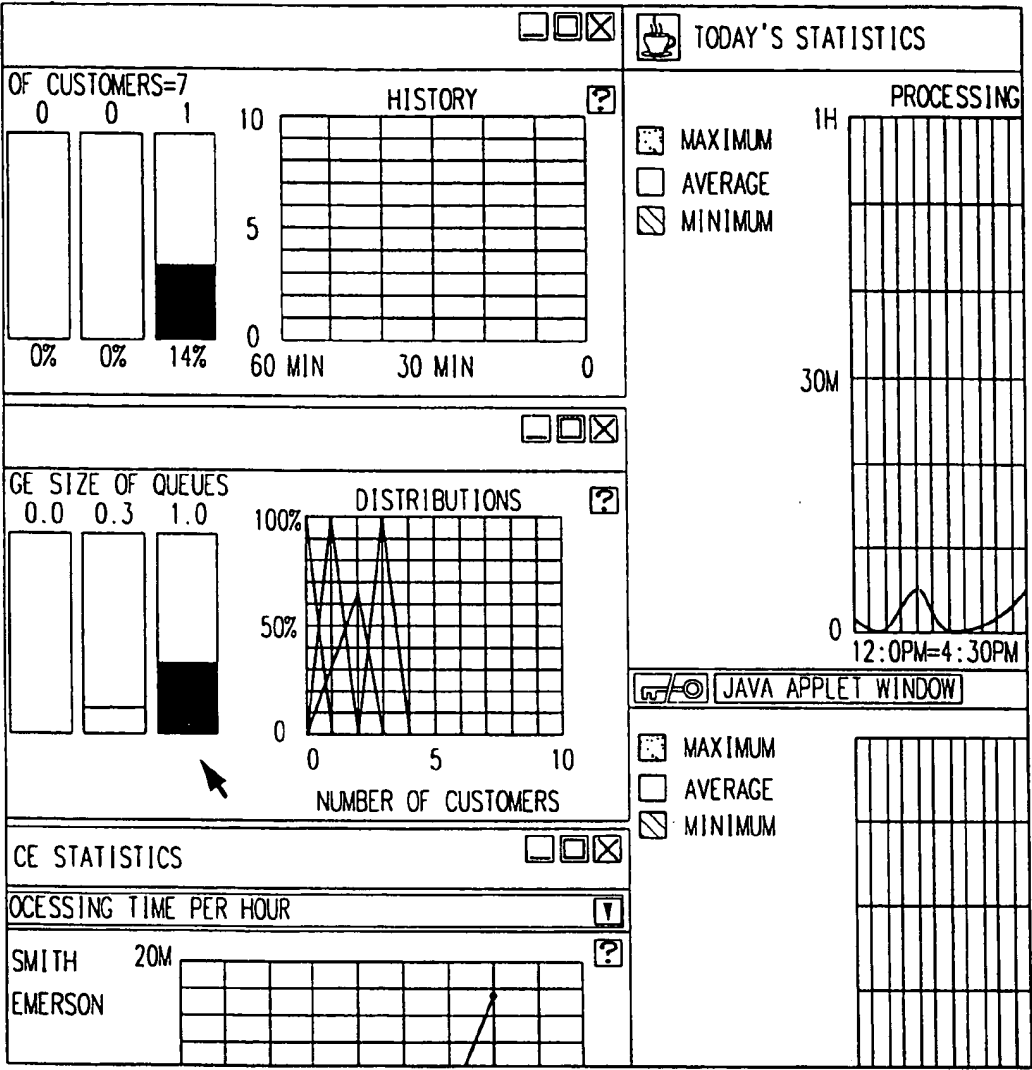 OF CUSTOMERS=7
0 0 1
0% 0% 14%
HISTORY
?
10
5
0
60 MIN 30 MIN 0
GE SIZE OF QUEUES
0.0 0.3 1.0
DISTRIBUTIONS
?
100%
50%
0
0 5 10
NUMBER OF CUSTOMERS
CE STATISTICS
OCESSING TIME PER HOUR
SMITH
EMERSON
20M
?
TODAY'S STATISTICS
PROCESSING
MAXIMUM
AVERAGE
MINIMUM
1H
30M
0
12:0PM=4:30PM
JAVA APPLET WINDOW
MAXIMUM
AVERAGE
MINIMUM